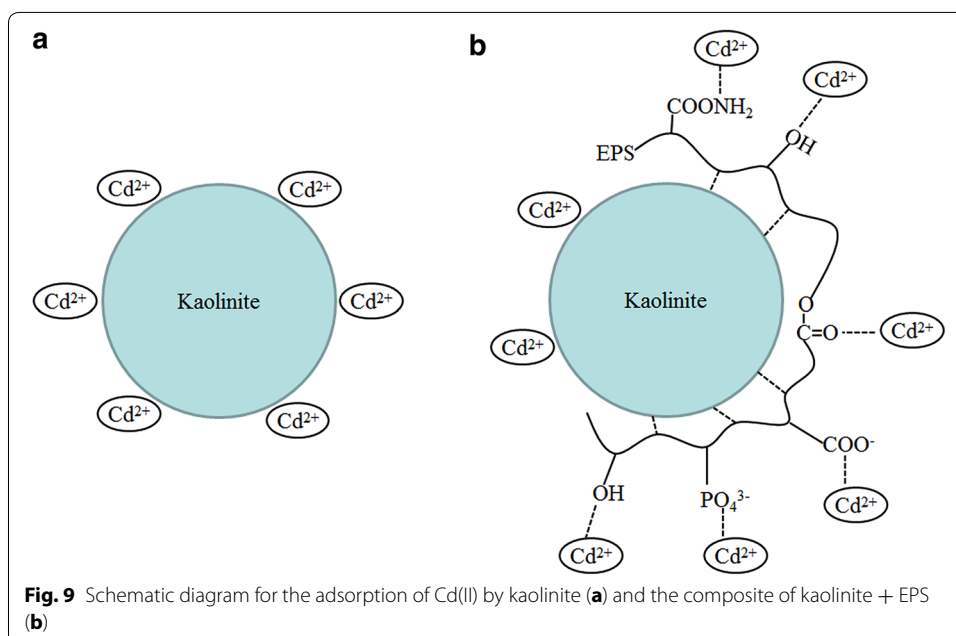 a
Cd²⁺
Cd²⁺
Cd²⁺
Kaolinite
Cd²⁺
Cd²⁺
Cd²⁺
b
Cd²⁺
COONH₂
Cd²⁺
OH
EPS
Cd²⁺
Kaolinite
O
C=O
Cd²⁺
Cd²⁺
COO⁻
OH
PO₄³⁻
Cd²⁺
Cd²⁺
Cd²⁺
Fig. 9 Schematic diagram for the adsorption of Cd(II) by kaolinite (a) and the composite of kaolinite + EPS
(b)